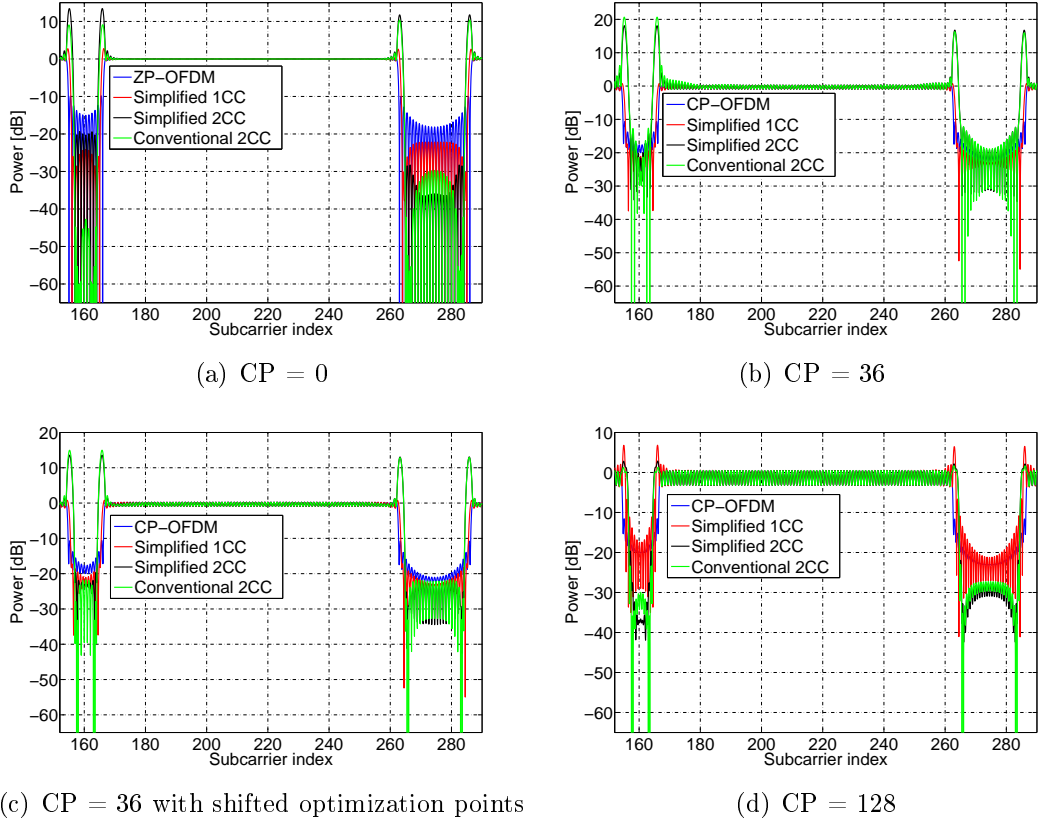 Power [dB]
10
0
−10
−20
−30
−40
−50
−60
ZP−OFDM
Simplified 1CC
Simplified 2CC
Conventional 2CC
160 180 200 220 240 260 280
Subcarrier index
(a) CP = 0
Power [dB]
20
10
0
−10
−20
−30
−40
−50
−60
CP−OFDM
Simplified 1CC
Simplified 2CC
Conventional 2CC
160 180 200 220 240 260 280
Subcarrier index
(b) CP = 36
Power [dB]
20
10
0
−10
−20
−30
−40
−50
−60
CP−OFDM
Simplified 1CC
Simplified 2CC
Conventional 2CC
160 180 200 220 240 260 280
Subcarrier index
(c) CP = 36 with shifted optimization points
Power [dB]
10
0
−10
−20
−30
−40
−50
−60
CP−OFDM
Simplified 1CC
Simplified 2CC
Conventional 2CC
160 180 200 220 240 260 280
Subcarrier index
(d) CP = 128